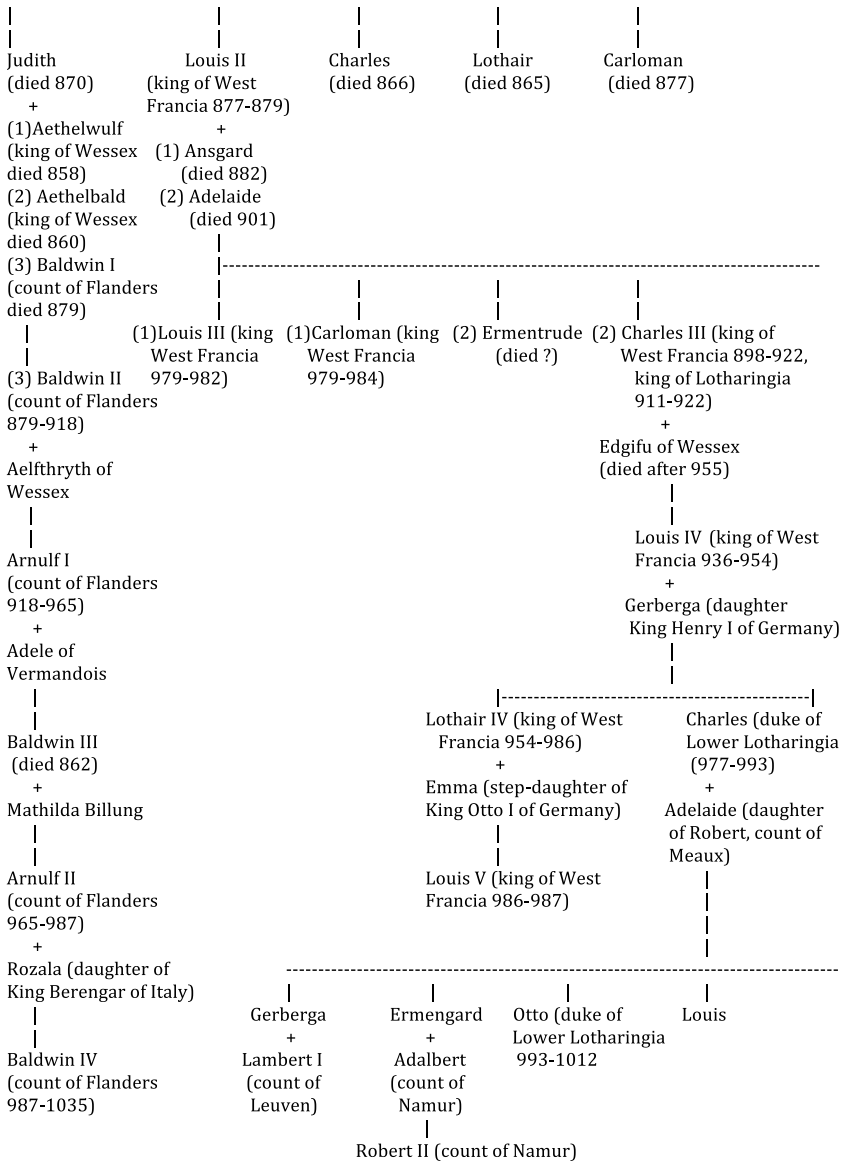 Judith
(died 870)
+
(1)Aethelwulf
(king of Wessex
died 858)
(2) Aethelbald
(king of Wessex
died 860)
(3) Baldwin I
(count of Flanders
died 879)
(3) Baldwin II
(count of Flanders
879-918)
+
Aelfthryth of
Wessex
Arnulf I
(count of Flanders
918-965)
+
Adele of
Vermandois
Baldwin III
(died 862)
+
Mathilda Billung
Arnulf II
(count of Flanders
965-987)
+
Rozala (daughter of
King Berengar of Italy)
Baldwin IV
(count of Flanders
987-1035)
Louis II
(king of West
Francia 877-879)
+
(1) Ansgard
(died 882)
(2) Adelaide
(died 901)
Charles
(died 866)
Lothair
(died 865)
Carloman
(died 877)
(1)Louis III (king
West Francia
979-982)
(1)Carloman (king
West Francia
979-984)
(2) Ermentrude
(died ?)
(2) Charles III (king of
West Francia 898-922,
king of Lotharingia
911-922)
+
Edgifu of Wessex
(died after 955)
Louis IV (king of West
Francia 936-954)
+
Gerberga (daughter
King Henry I of Germany)
Lothair IV (king of West
Francia 954-986)
+
Emma (step-daughter of
King Otto I of Germany)
Louis V (king of West
Francia 986-987)
Charles (duke of
Lower Lotharingia
(977-993)
+
Adelaide (daughter
of Robert, count of
Meaux)
Gerberga
+
Lambert I
(count of
Leuven)
Ermengard
+
Adalbert
(count of
Namur)
Robert II (count of Namur)
Otto (duke of
Lower Lotharingia
993-1012
Louis